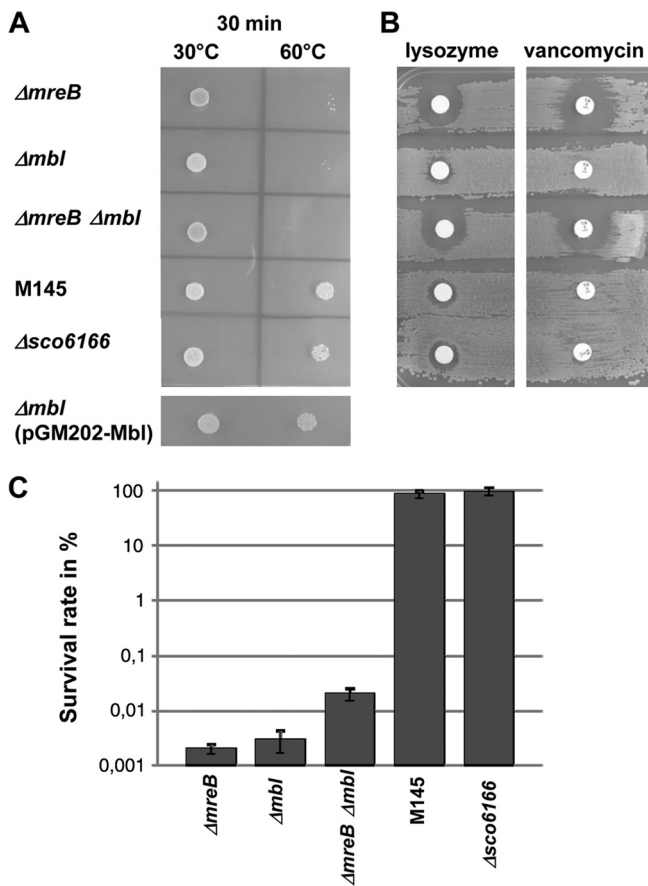 A
30 min
30°C 60°C
ΔmreB
Δmbl
ΔmreB Δmbl
M145
Δsco6166
Δmbl
(pGM202-Mbl)
B
lysozyme vancomycin
C
Survival rate in %
100
10
1
0,1
0,01
0,001
ΔmreB
Δmbl
ΔmreB Δmbl
M145
Δsco6166